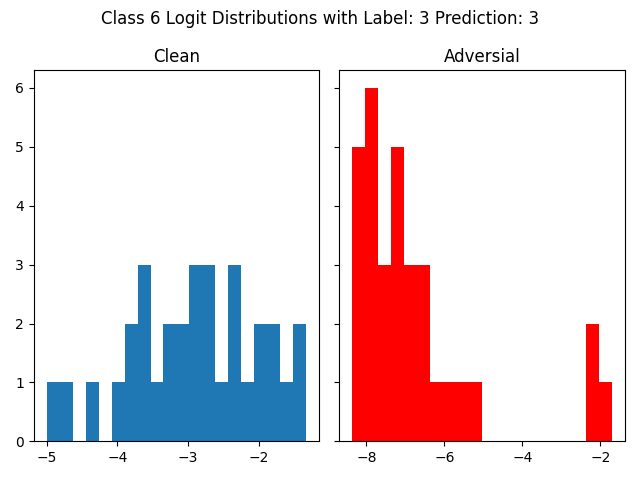 Class 6 Logit Distributions with Label: 3 Prediction: 3
Clean
Adversial
6
5
4
3
2
1
0
−5 −4 −3 −2
−8 −6 −4 −2